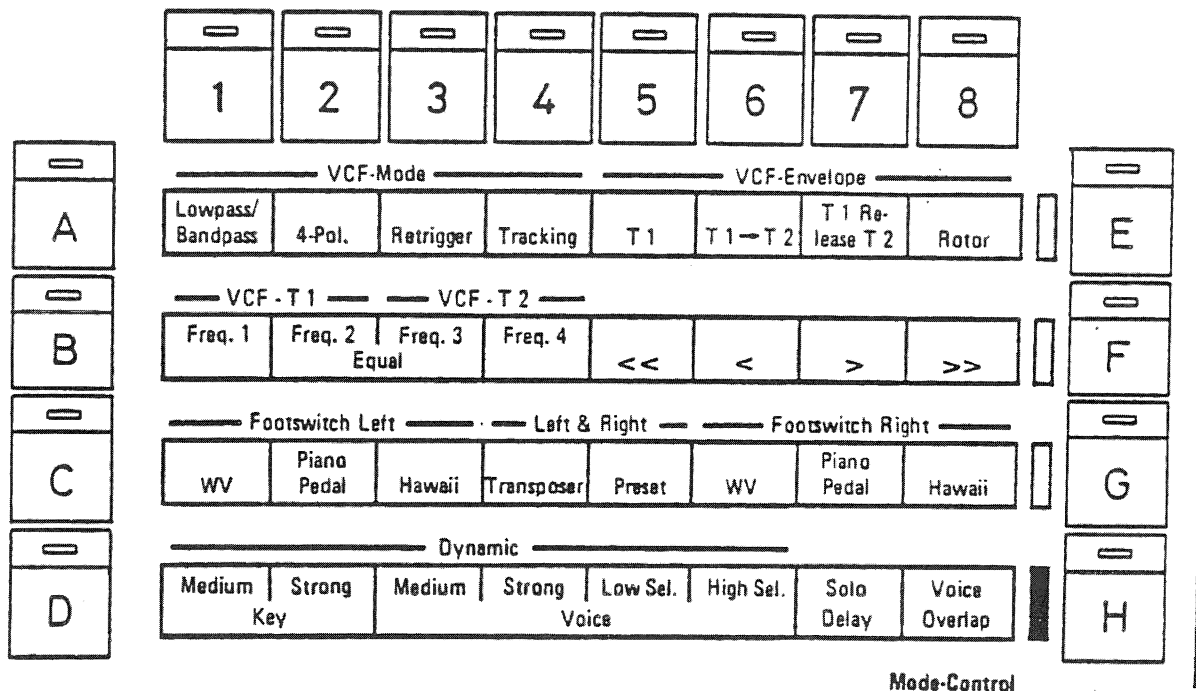 1 2 3 4 5 6 7 8
VCF-Mode VCF-Envelope
A E
Lowpass/
Bandpass 4-Pol. Retrigger Tracking T 1 T 1→T 2 T 1 Re-
lease T 2 Rotor
VCF - T 1 VCF - T 2
B F
Freq. 1 Freq. 2 Freq. 3 Freq. 4
Equal << < > >>
Footswitch Left Left & Right Footswitch Right
C G
WV Piano
Pedal Hawaii Transposer Preset WV Piano
Pedal Hawaii
Dynamic
D H
Medium Strong Medium Strong Low Sel. High Sel. Solo Voice
Key Voice Delay Overlap
Mode-Control